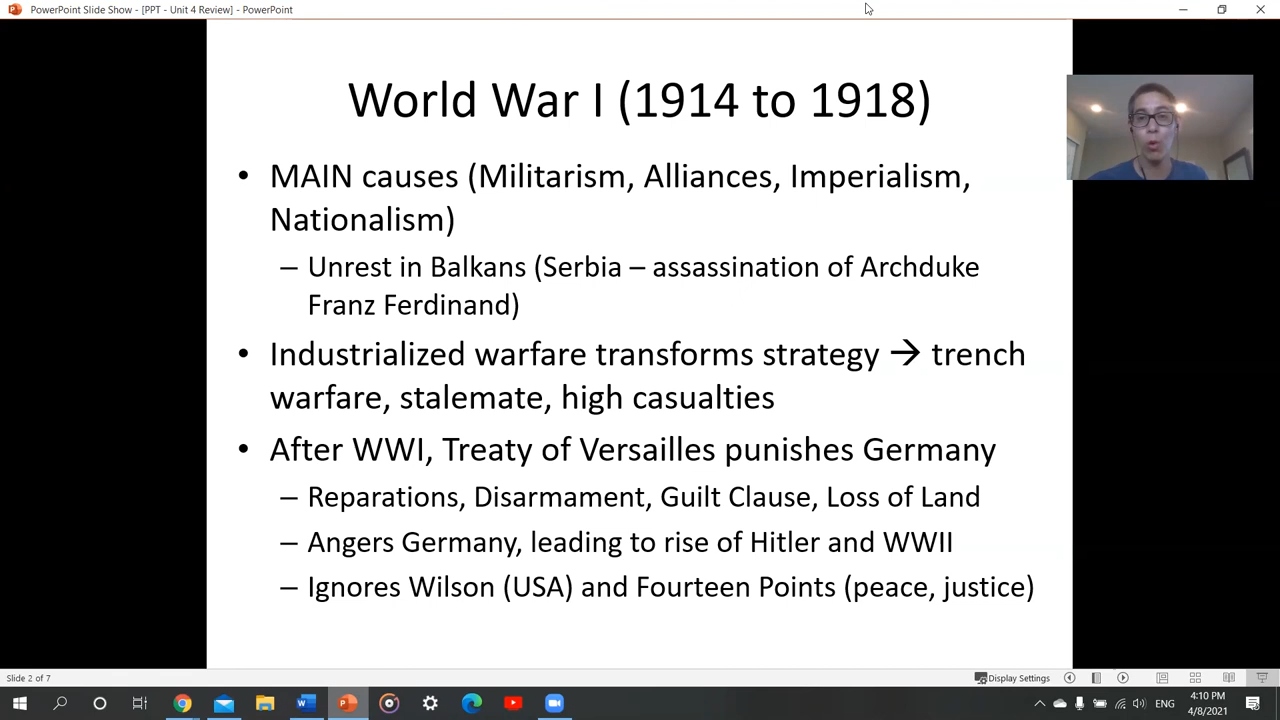 PowerPoint Slide Show - [PPT - Unit 4 Review] - PowerPoint
World War I (1914 to 1918)
• MAIN causes (Militarism, Alliances, Imperialism,
Nationalism)
– Unrest in Balkans (Serbia – assassination of Archduke
Franz Ferdinand)
• Industrialized warfare transforms strategy → trench
warfare, stalemate, high casualties
• After WWI, Treaty of Versailles punishes Germany
– Reparations, Disarmament, Guilt Clause, Loss of Land
– Angers Germany, leading to rise of Hitler and WWII
– Ignores Wilson (USA) and Fourteen Points (peace, justice)
Slide 2 of 7
Display Settings
ENG
4:10 PM
4/8/2021